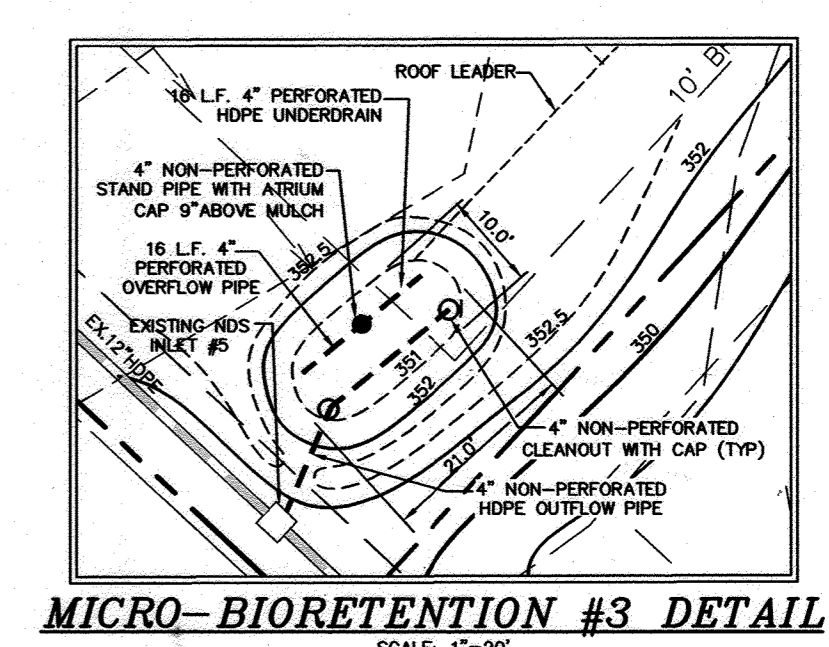 ROOF LEADER
10' B
16 L.F. 4" PERFORATED
HDPE UNDERDRAIN
352
4" NON-PERFORATED
STAND PIPE WITH ATRIUM
CAP 9" ABOVE MULCH
10.0'
352.5
16 L.F. 4"
PERFORATED
OVERFLOW PIPE
EXISTING NDS
INLET #5
EX.12" HDPE
351
352
352.5
350
4" NON-PERFORATED
CLEANOUT WITH CAP (TYP)
21.0'
4" NON-PERFORATED
HDPE OUTFLOW PIPE
MICRO-BIORETENTION #3 DETAIL
SCALE: 1"=20'